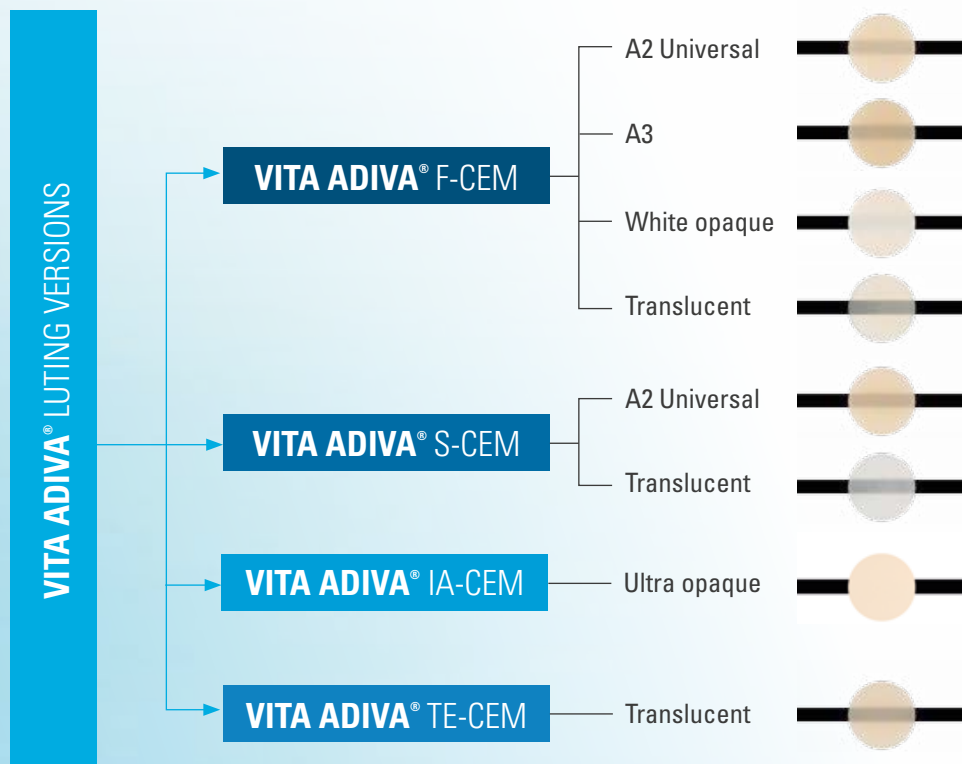 VITA ADIVA® LUTING VERSIONS
VITA ADIVA® F-CEM
A2 Universal
A3
White opaque
Translucent
VITA ADIVA® S-CEM
A2 Universal
Translucent
VITA ADIVA® IA-CEM
Ultra opaque
VITA ADIVA® TE-CEM
Translucent